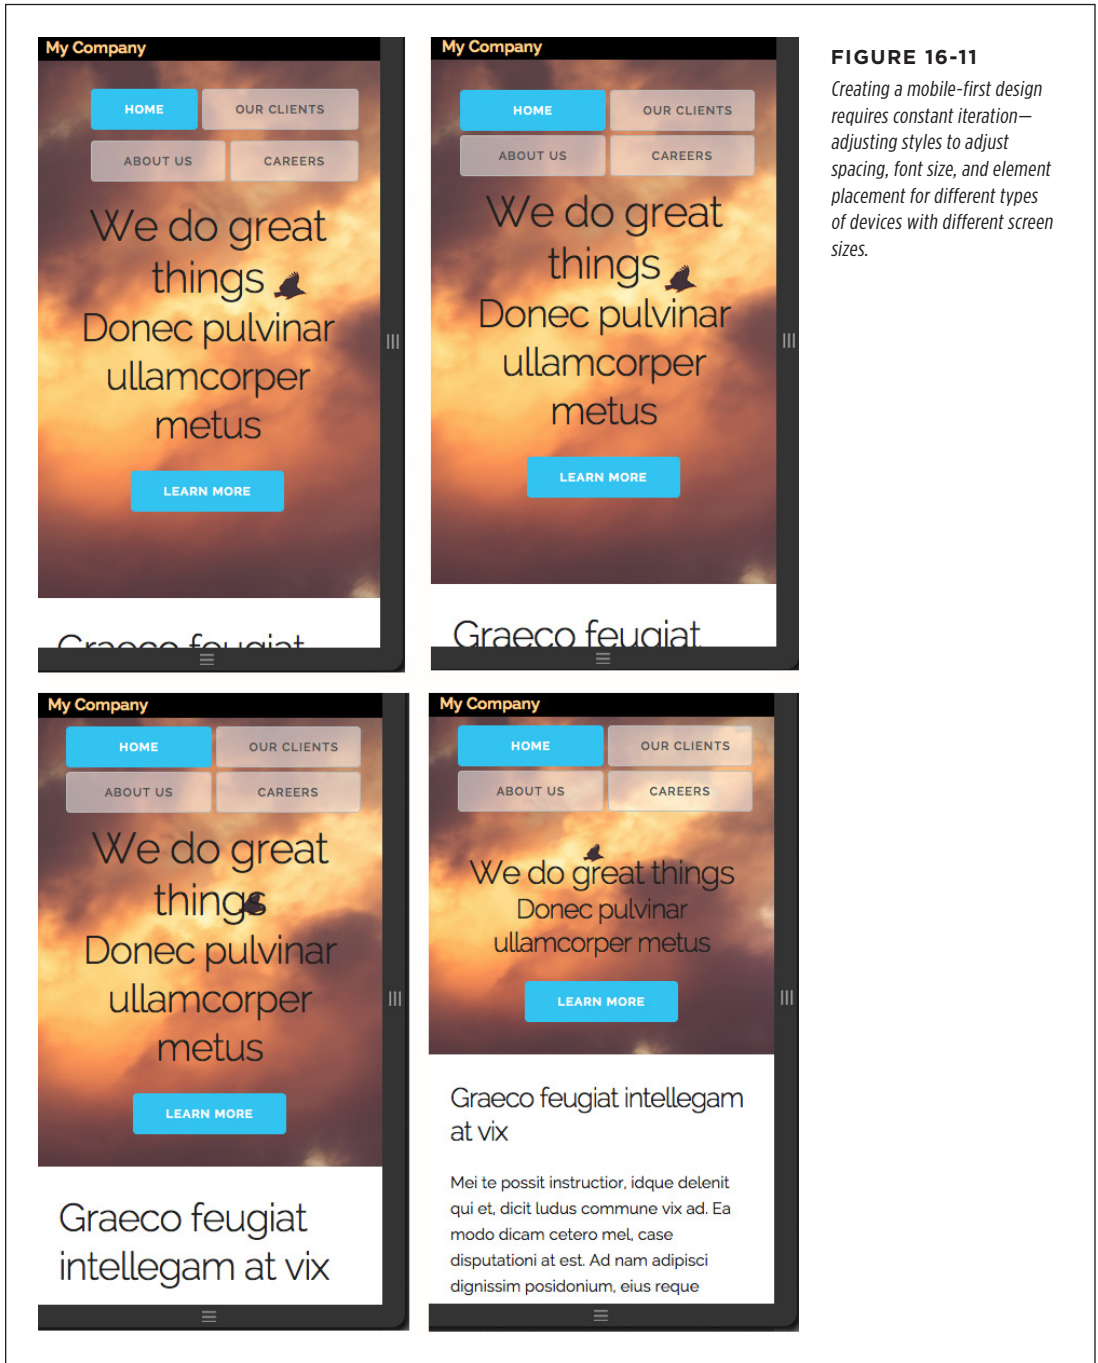 My Company
HOME
OUR CLIENTS
ABOUT US
CAREERS
We do great
things
Donec pulvinar
ullamcorper
metus
LEARN MORE
Graeco feugiat
My Company
HOME
OUR CLIENTS
ABOUT US
CAREERS
We do great
things
Donec pulvinar
ullamcorper
metus
LEARN MORE
Graeco feugiat
FIGURE 16-11
Creating a mobile-first design
requires constant iteration—
adjusting styles to adjust
spacing, font size, and element
placement for different types
of devices with different screen
sizes.
My Company
HOME
OUR CLIENTS
ABOUT US
CAREERS
We do great
things
Donec pulvinar
ullamcorper
metus
LEARN MORE
Graeco feugiat
intellegam at vix
My Company
HOME
OUR CLIENTS
ABOUT US
CAREERS
We do great things
Donec pulvinar
ullamcorper metus
LEARN MORE
Graeco feugiat intellegam
at vix
Mei te possit instructior, idque delenit
qui et, dicit ludus commune vix ad. Ea
modo dicam cetero mel, case
disputationi at est. Ad nam adipisci
dignissim posidonium, eius reque